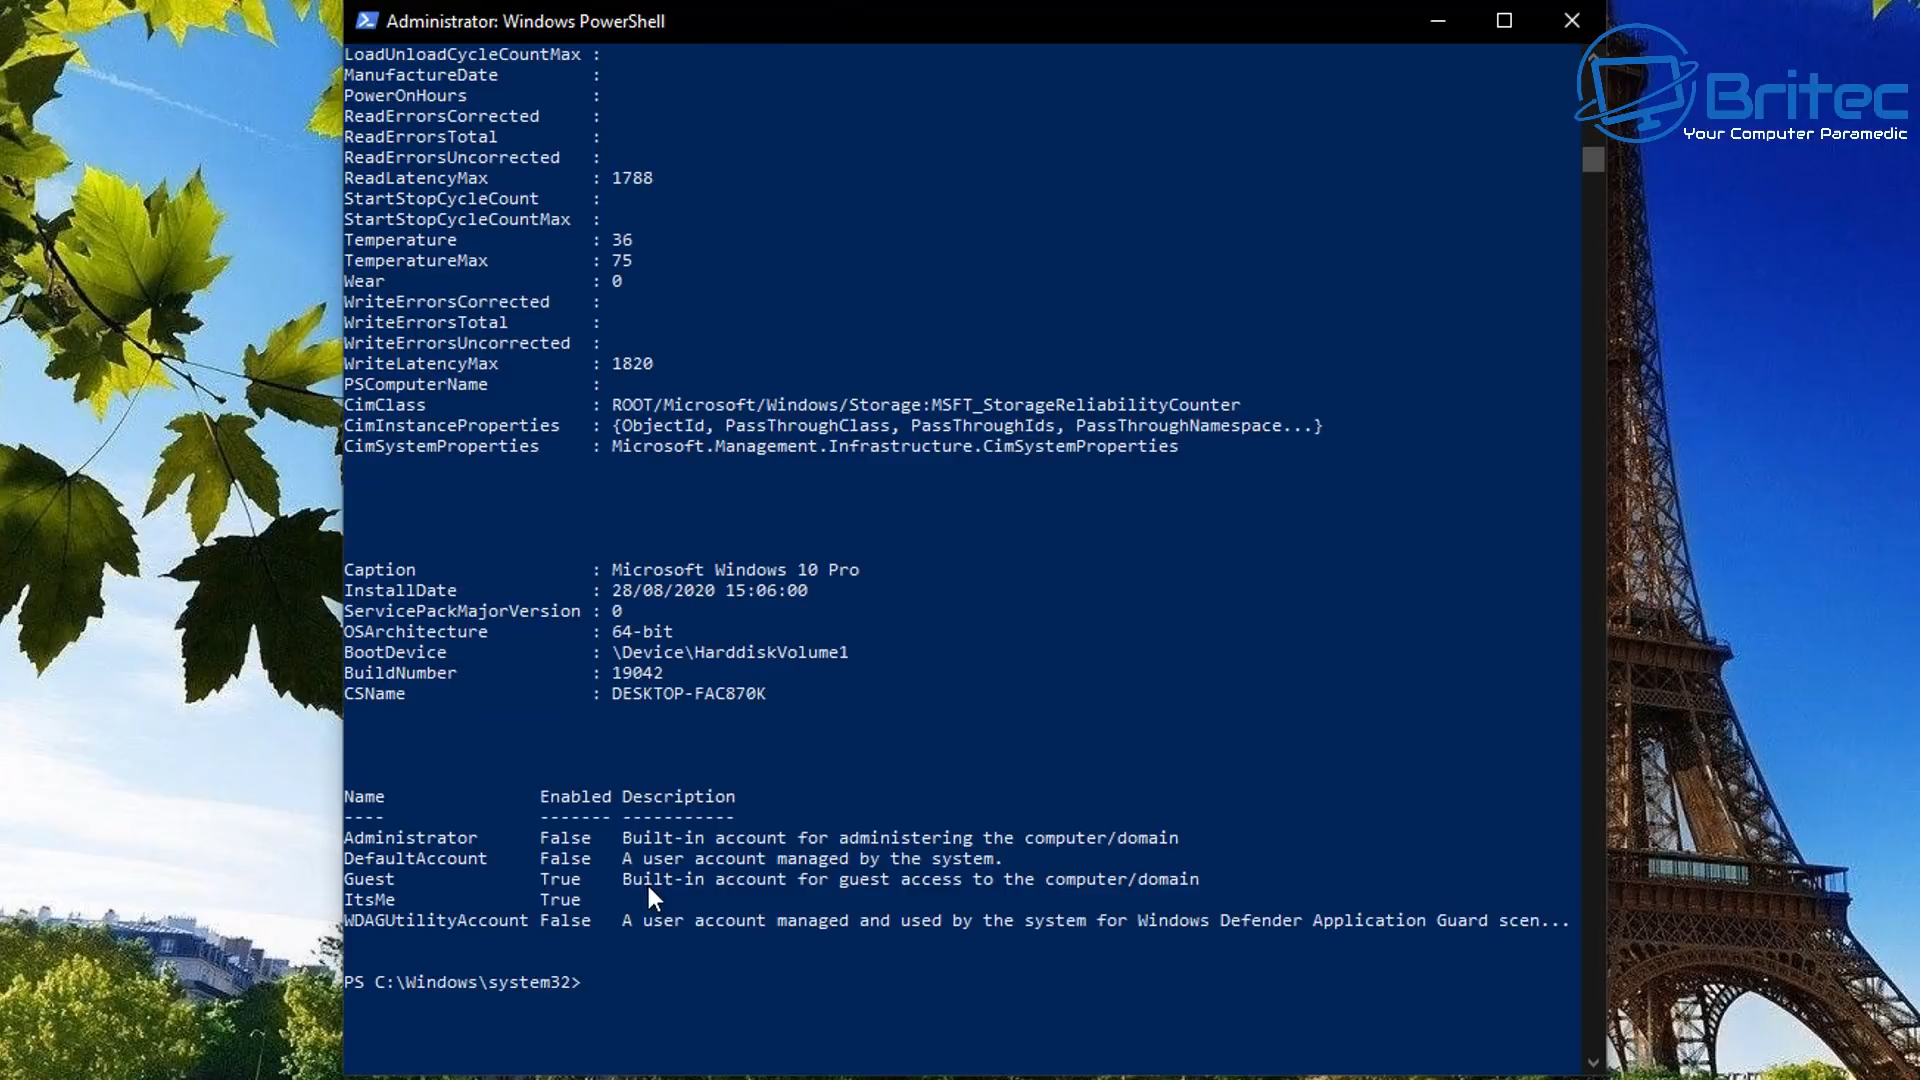 Administrator: Windows PowerShell
Britec
Your Computer Paramedic
LoadUnloadCycleCountMax :
ManufactureDate :
PowerOnHours :
ReadErrorsCorrected :
ReadErrorsTotal :
ReadErrorsUncorrected :
ReadLatencyMax : 1788
StartStopCycleCount :
StartStopCycleCountMax :
Temperature : 36
TemperatureMax : 75
Wear : 0
WriteErrorsCorrected :
WriteErrorsTotal :
WriteErrorsUncorrected :
WriteLatencyMax : 1820
PSComputerName :
CimClass : ROOT/Microsoft/Windows/Storage:MSFT_StorageReliabilityCounter
CimInstanceProperties : {ObjectId, PassThroughClass, PassThroughIds, PassThroughNamespace...}
CimSystemProperties : Microsoft.Management.Infrastructure.CimSystemProperties
Caption : Microsoft Windows 10 Pro
InstallDate : 28/08/2020 15:06:00
ServicePackMajorVersion : 0
OSArchitecture : 64-bit
BootDevice : \Device\HarddiskVolume1
BuildNumber : 19042
CSName : DESKTOP-FAC870K
Name Enabled Description
---- ------- -----------
Administrator False Built-in account for administering the computer/domain
DefaultAccount False A user account managed by the system.
Guest True Built-in account for guest access to the computer/domain
ItsMe True
WDAGUtilityAccount False A user account managed and used by the system for Windows Defender Application Guard scen...
PS C:\Windows\system32>